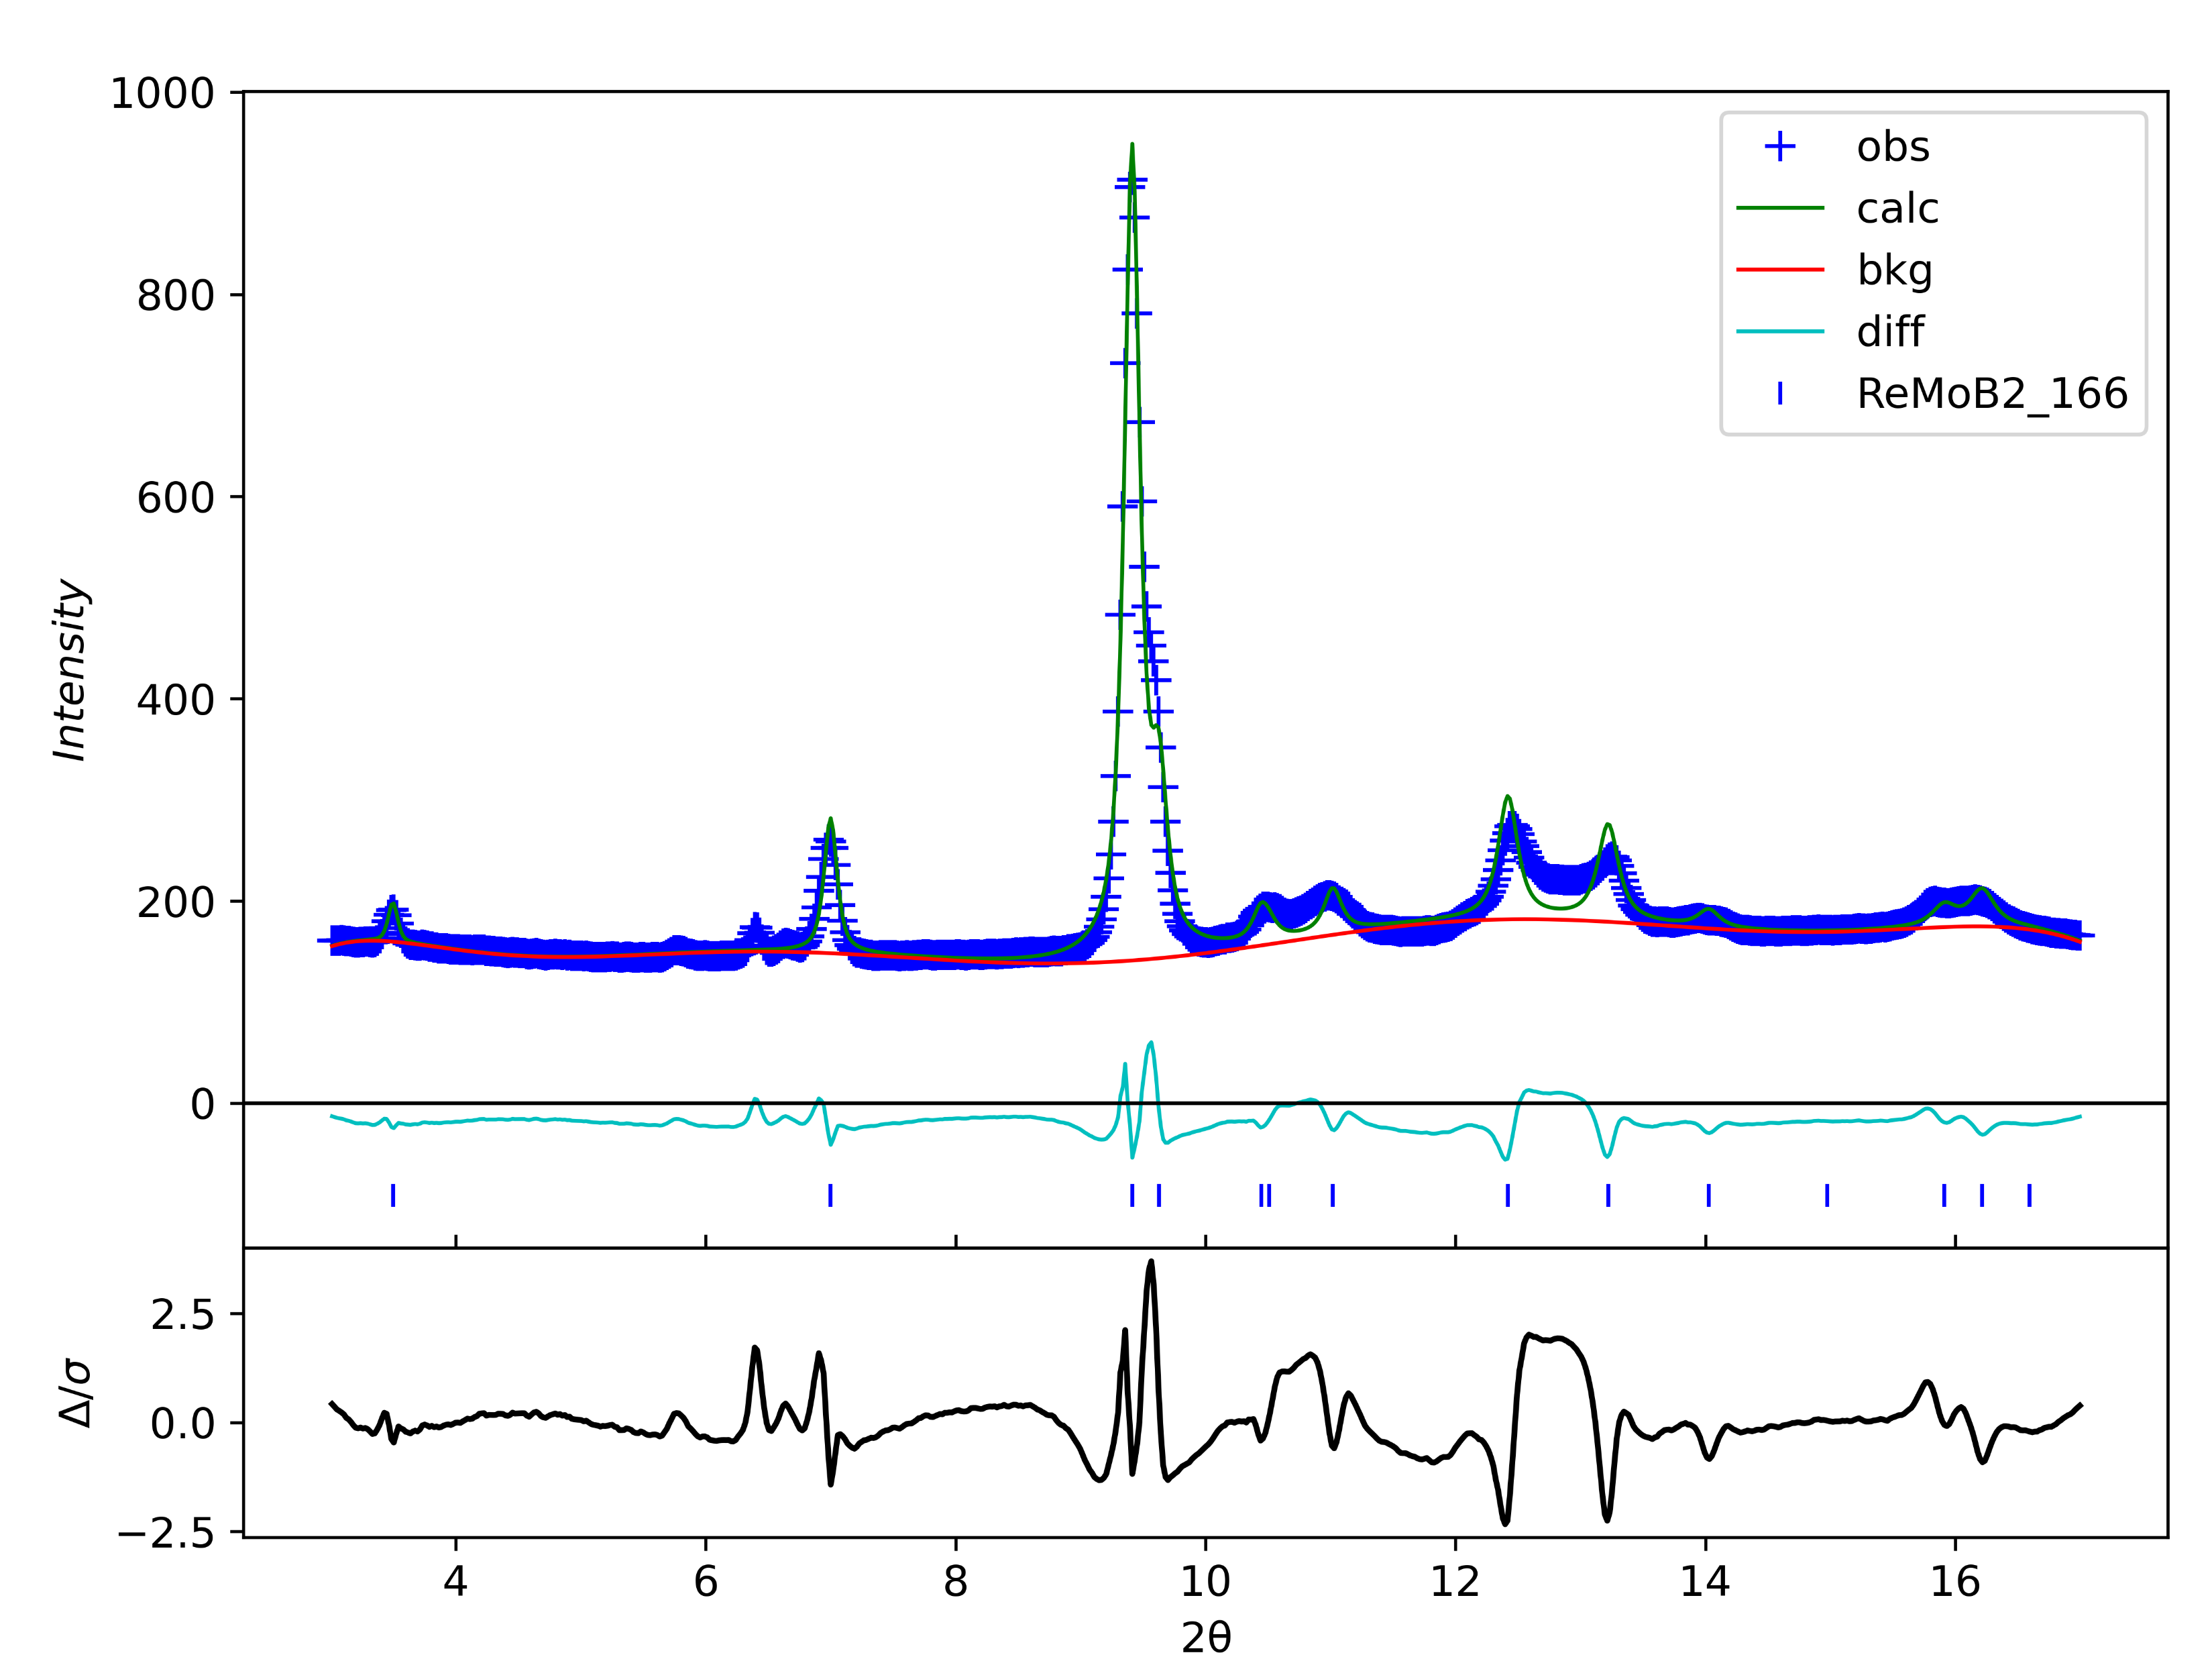 1000
800
600
400
200
0
Intensity
obs
calc
bkg
diff
ReMoB2_166
2.5
0.0
−2.5
Δ/σ
4 6 8 10 12 14 16
2θ